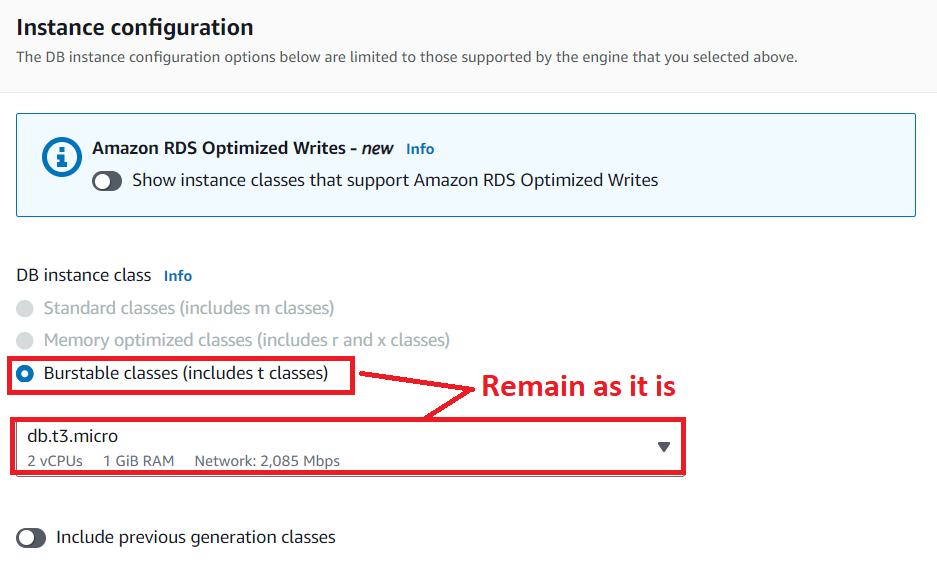 Instance configuration
The DB instance configuration options below are limited to those supported by the engine that you selected above.
Amazon RDS Optimized Writes - new Info
Show instance classes that support Amazon RDS Optimized Writes
DB instance class Info
Standard classes (includes m classes)
Memory optimized classes (includes r and x classes)
Burstable classes (includes t classes)
Remain as it is
db.t3.micro
2 vCPUs 1 GiB RAM Network: 2,085 Mbps
Include previous generation classes